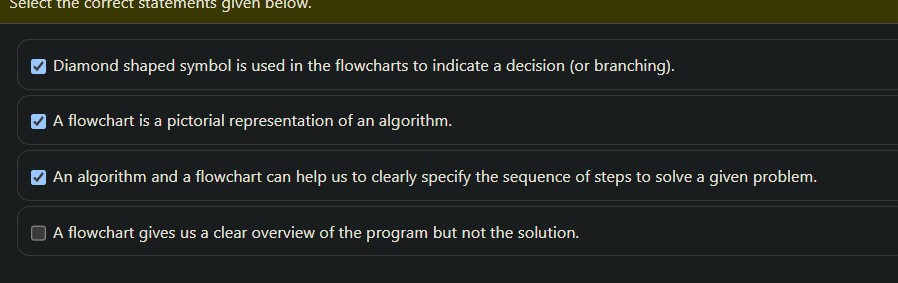 Select the correct statements given below.
Diamond shaped symbol is used in the flowcharts to indicate a decision (or branching).
A flowchart is a pictorial representation of an algorithm.
An algorithm and a flowchart can help us to clearly specify the sequence of steps to solve a given problem.
A flowchart gives us a clear overview of the program but not the solution.